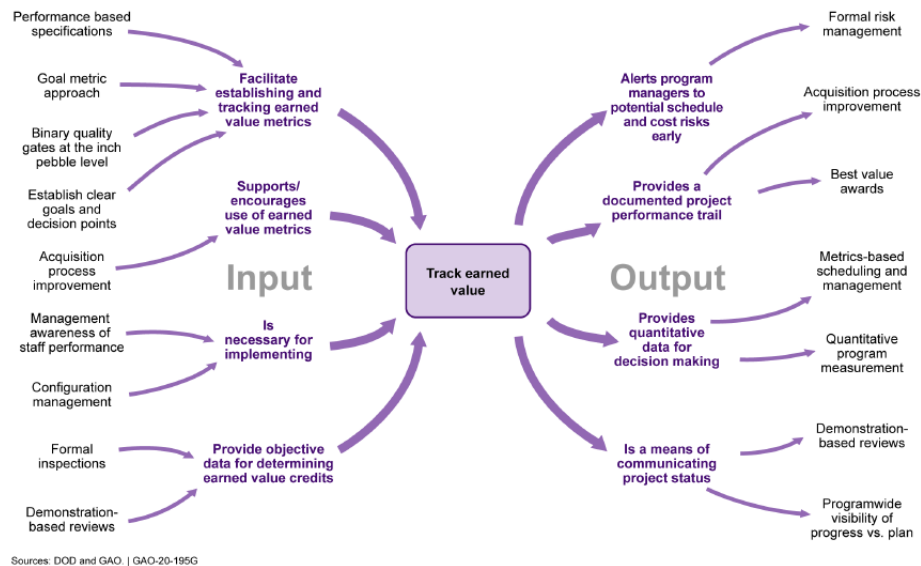 Performance based
specifications
Goal metric
approach
Binary quality
gates at the inch
pebble level
Establish clear
goals and
decision points
Acquisition
process
improvement
Management
awareness of
staff performance
Configuration
management
Formal
inspections
Demonstration-
based reviews
Facilitate
establishing and
tracking earned
value metrics
Supports/
encourages
use of earned
value metrics
Input
Is
necessary for
implementing
Provide objective
data for determining
earned value credits
Track earned
value
Alerts program
managers to
potential schedule
and cost risks
early
Provides a
documented project
performance trail
Output
Provides
quantitative
data for
decision making
Is a means of
communicating
project status
Formal risk
management
Acquisition process
improvement
Best value
awards
Metrics-based
scheduling and
management
Quantitative
program
measurement
Demonstration-
based reviews
Programwide
visibility of
progress vs. plan
Sources: DOD and GAO. | GAO-20-195G